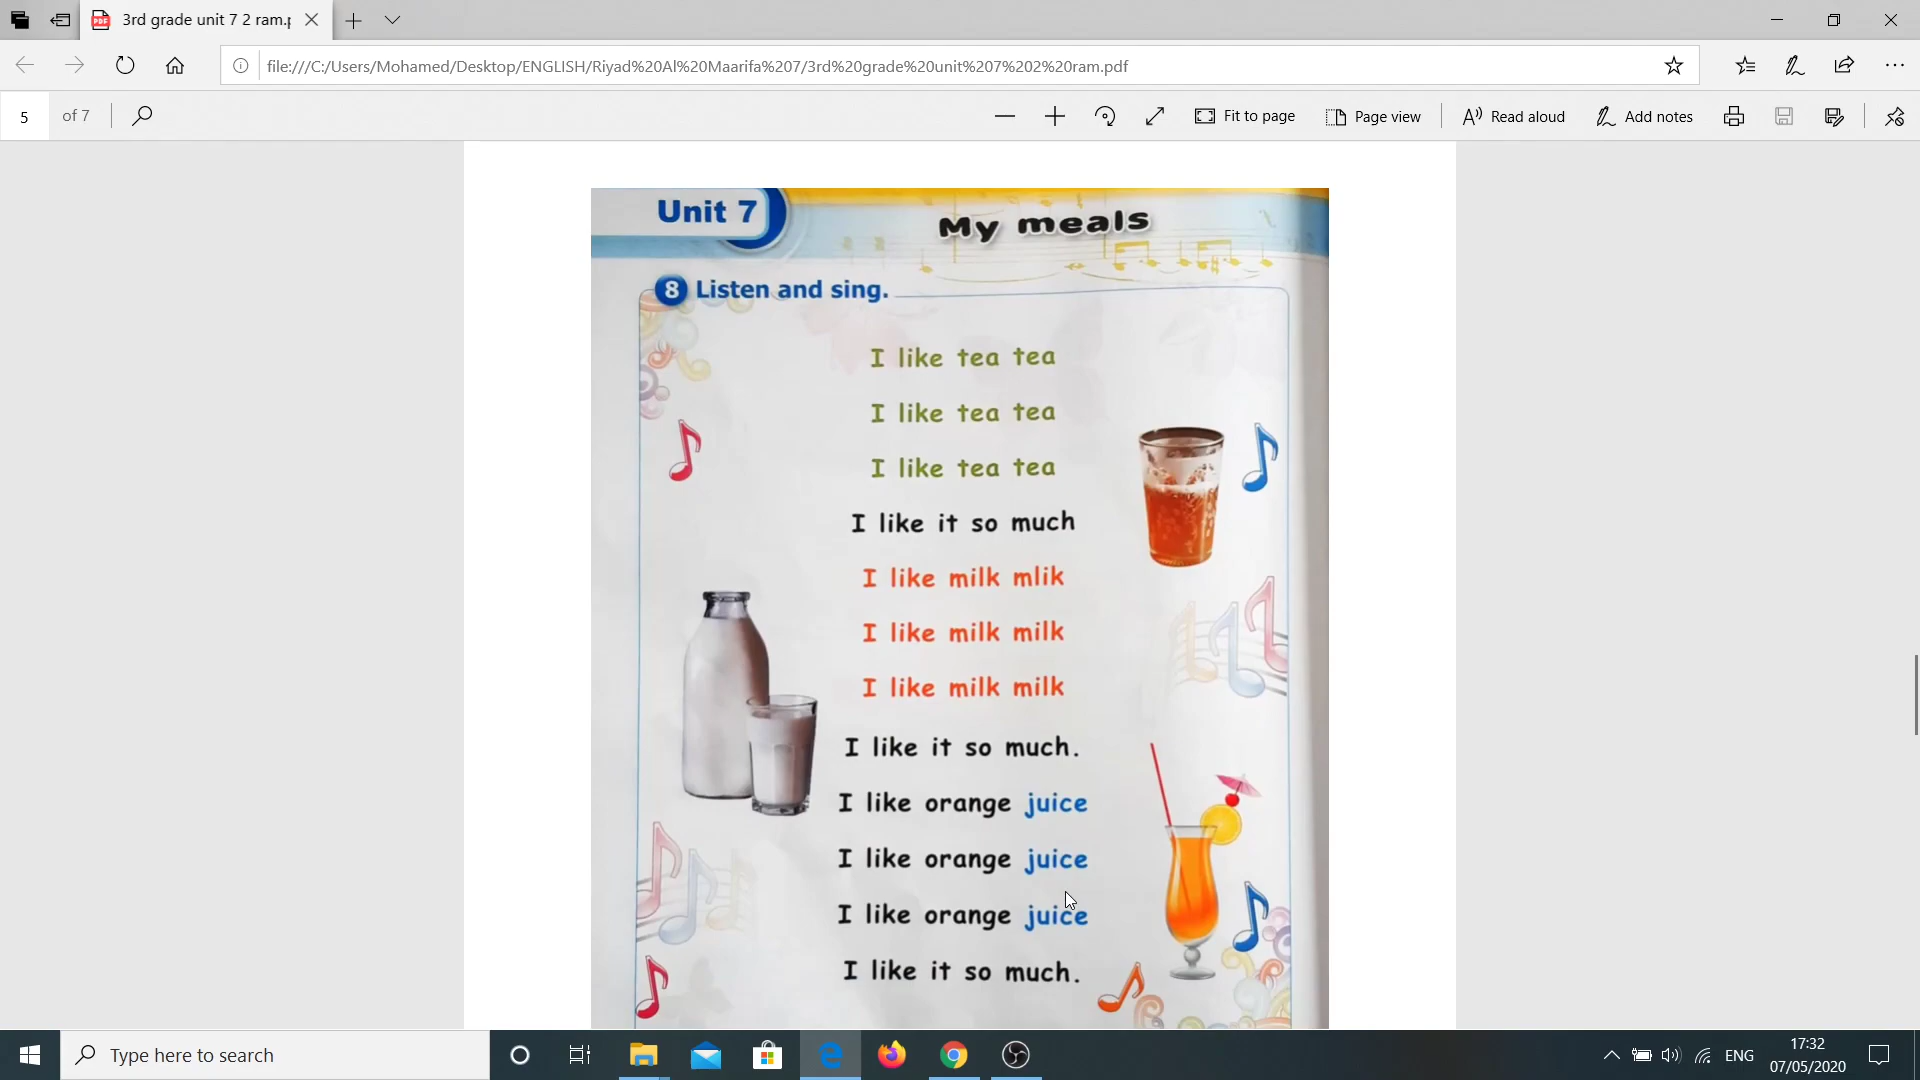 3rd grade unit 7 2 ram.p
file:///C:/Users/Mohamed/Desktop/ENGLISH/Riyad%20Al%20Maarifa%207/3rd%20grade%20unit%207%202%20ram.pdf
5 of 7
Fit to page
Page view
Read aloud
Add notes
PDF
Unit 7
My meals
8 Listen and sing.
I like tea tea
I like tea tea
I like tea tea
I like it so much
I like milk mlik
I like milk milk
I like milk milk
I like it so much.
I like orange juice
I like orange juice
I like orange juice
I like it so much.
Type here to search
ENG
17:32
07/05/2020